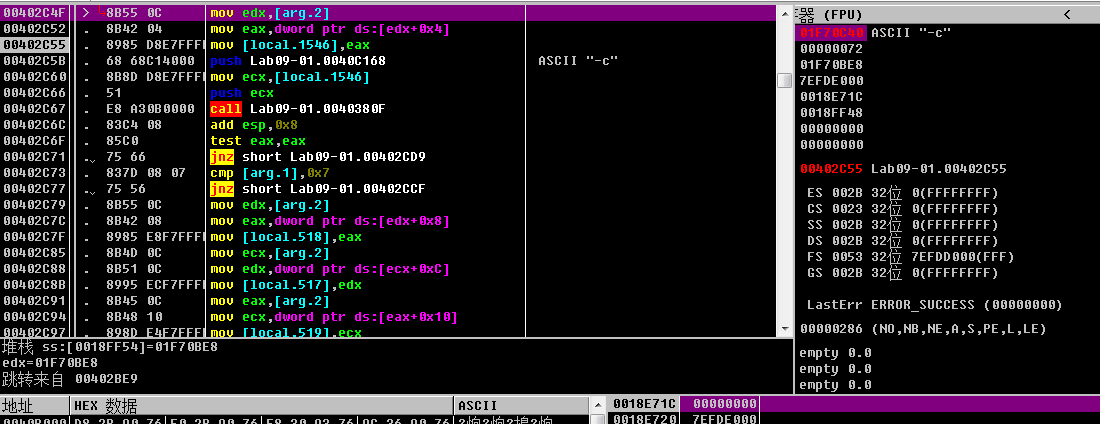 00402C4F > 8B55 0C mov edx,[arg.2]
00402C52 . 8B42 04 mov eax,dword ptr ds:[edx+0x4]
00402C55 . 8985 D8E7FFFF mov [local.1546],eax
00402C5B . 68 68C14000 push Lab09-01.0040C168 ASCII "-c"
00402C60 . 8B8D D8E7FFFF mov ecx,[local.1546]
00402C66 . 51 push ecx
00402C67 . E8 A30B0000 call Lab09-01.0040380F
00402C6C . 83C4 08 add esp,0x8
00402C6F . 85C0 test eax,eax
00402C71 . 75 66 jnz short Lab09-01.00402CD9
00402C73 . 837D 08 07 cmp [arg.1],0x7
00402C77 . 75 56 jnz short Lab09-01.00402CCF
00402C79 . 8B55 0C mov edx,[arg.2]
00402C7C . 8B42 08 mov eax,dword ptr ds:[edx+0x8]
00402C7F . 8985 E8F7FFFF mov [local.518],eax
00402C85 . 8B4D 0C mov ecx,[arg.2]
00402C88 . 8B51 0C mov edx,dword ptr ds:[ecx+0xC]
00402C8B . 8995 ECF7FFFF mov [local.517],edx
00402C91 . 8B45 0C mov eax,[arg.2]
00402C94 . 8B48 10 mov ecx,dword ptr ds:[eax+0x10]
00402C97 . 898D E4F7FFFF mov [local.519],ecx
堆栈 ss:[0018FF54]=01F70BE8
edx=01F70BE8
跳转来自 00402BE9
器 (FPU) <
01F70C40 ASCII "-c"
00000072
01F70BE8
7EFDE000
0018E71C
0018FF48
00000000
00000000
00402C55 Lab09-01.00402C55
ES 002B 32位 0(FFFFFFFF)
CS 0023 32位 0(FFFFFFFF)
SS 002B 32位 0(FFFFFFFF)
DS 002B 32位 0(FFFFFFFF)
FS 0053 32位 7EFDD000(FFF)
GS 002B 32位 0(FFFFFFFF)
LastErr ERROR_SUCCESS (00000000)
00000286 (NO,NB,NE,A,S,PE,L,LE)
empty 0.0
empty 0.0
empty 0.0
地址 HEX 数据 ASCII
0018E71C 00000000
0018E720 7EFDE000